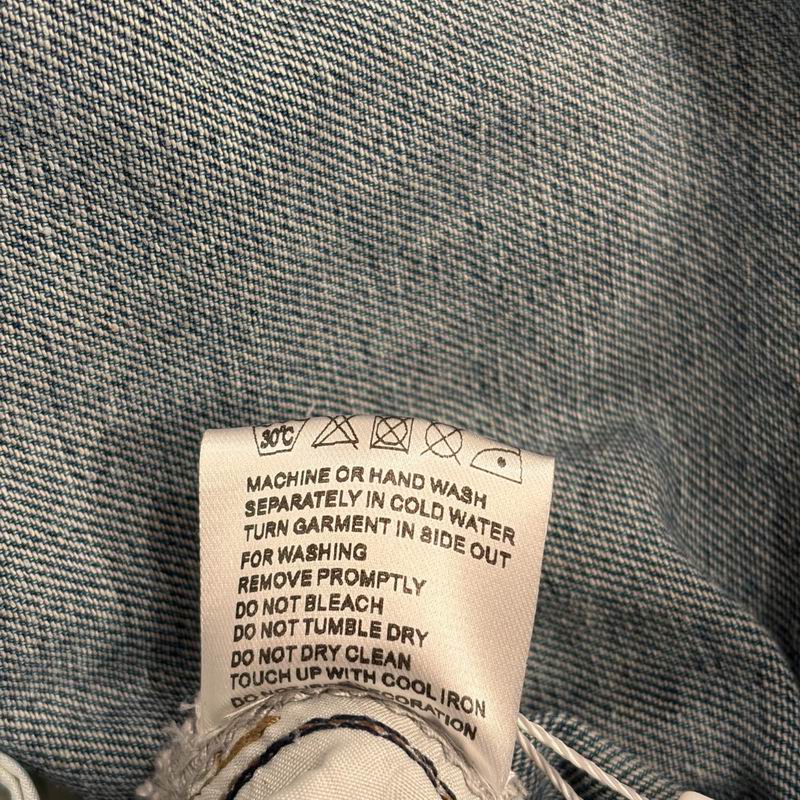 30℃
MACHINE OR HAND WASH
SEPARATELY IN COLD WATER
TURN GARMENT IN SIDE OUT
FOR WASHING
REMOVE PROMPTLY
DO NOT BLEACH
DO NOT TUMBLE DRY
DO NOT DRY CLEAN
TOUCH UP WITH COOL IRON
DO